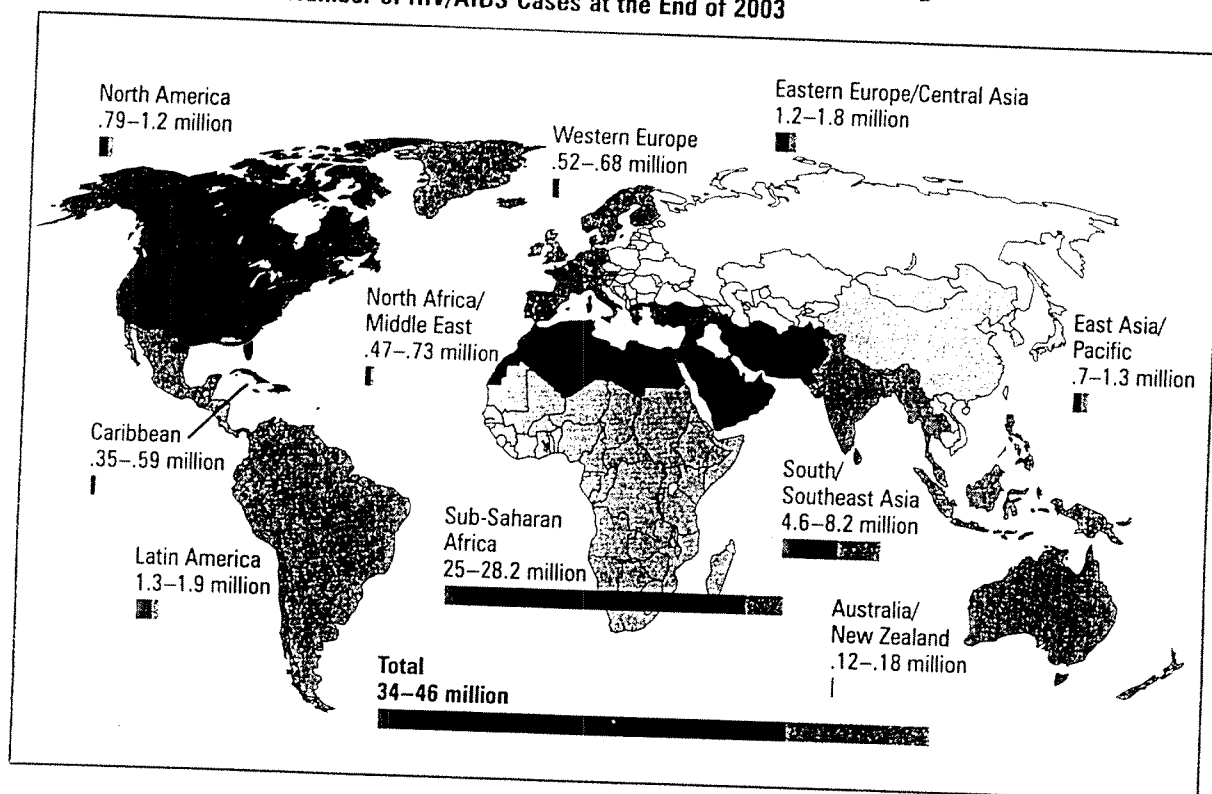 Number of HIV/AIDS Cases at the End of 2003
North America
.79–1.2 million
Eastern Europe/Central Asia
1.2–1.8 million
Western Europe
.52–.68 million
North Africa/
Middle East
.47–.73 million
East Asia/
Pacific
.7–1.3 million
Caribbean
.35–.59 million
South/
Southeast Asia
4.6–8.2 million
Sub-Saharan
Africa
25–28.2 million
Latin America
1.3–1.9 million
Australia/
New Zealand
.12–.18 million
Total
34–46 million